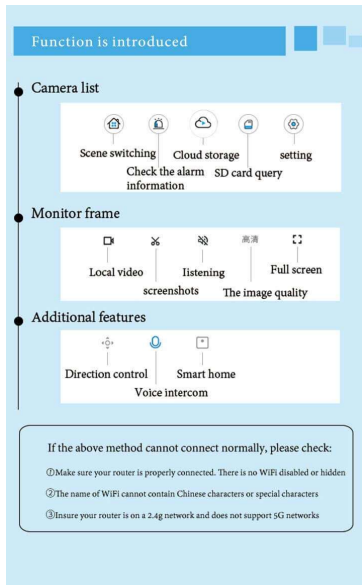 Function is introduced
Camera list
Scene switching
Cloud storage
setting
Check the alarm
information
SD card query
Monitor frame
高清
Local video
Iistening
Full screen
screenshots
The image quality
Additional features
Direction control
Smart home
Voice intercom
If the above method cannot connect normally, please check:
①Make sure your router is properly connected. There is no WiFi disabled or hidden
②The name of WiFi cannot contain Chinese characters or special characters
③Insure your router is on a 2.4g network and does not support 5G networks